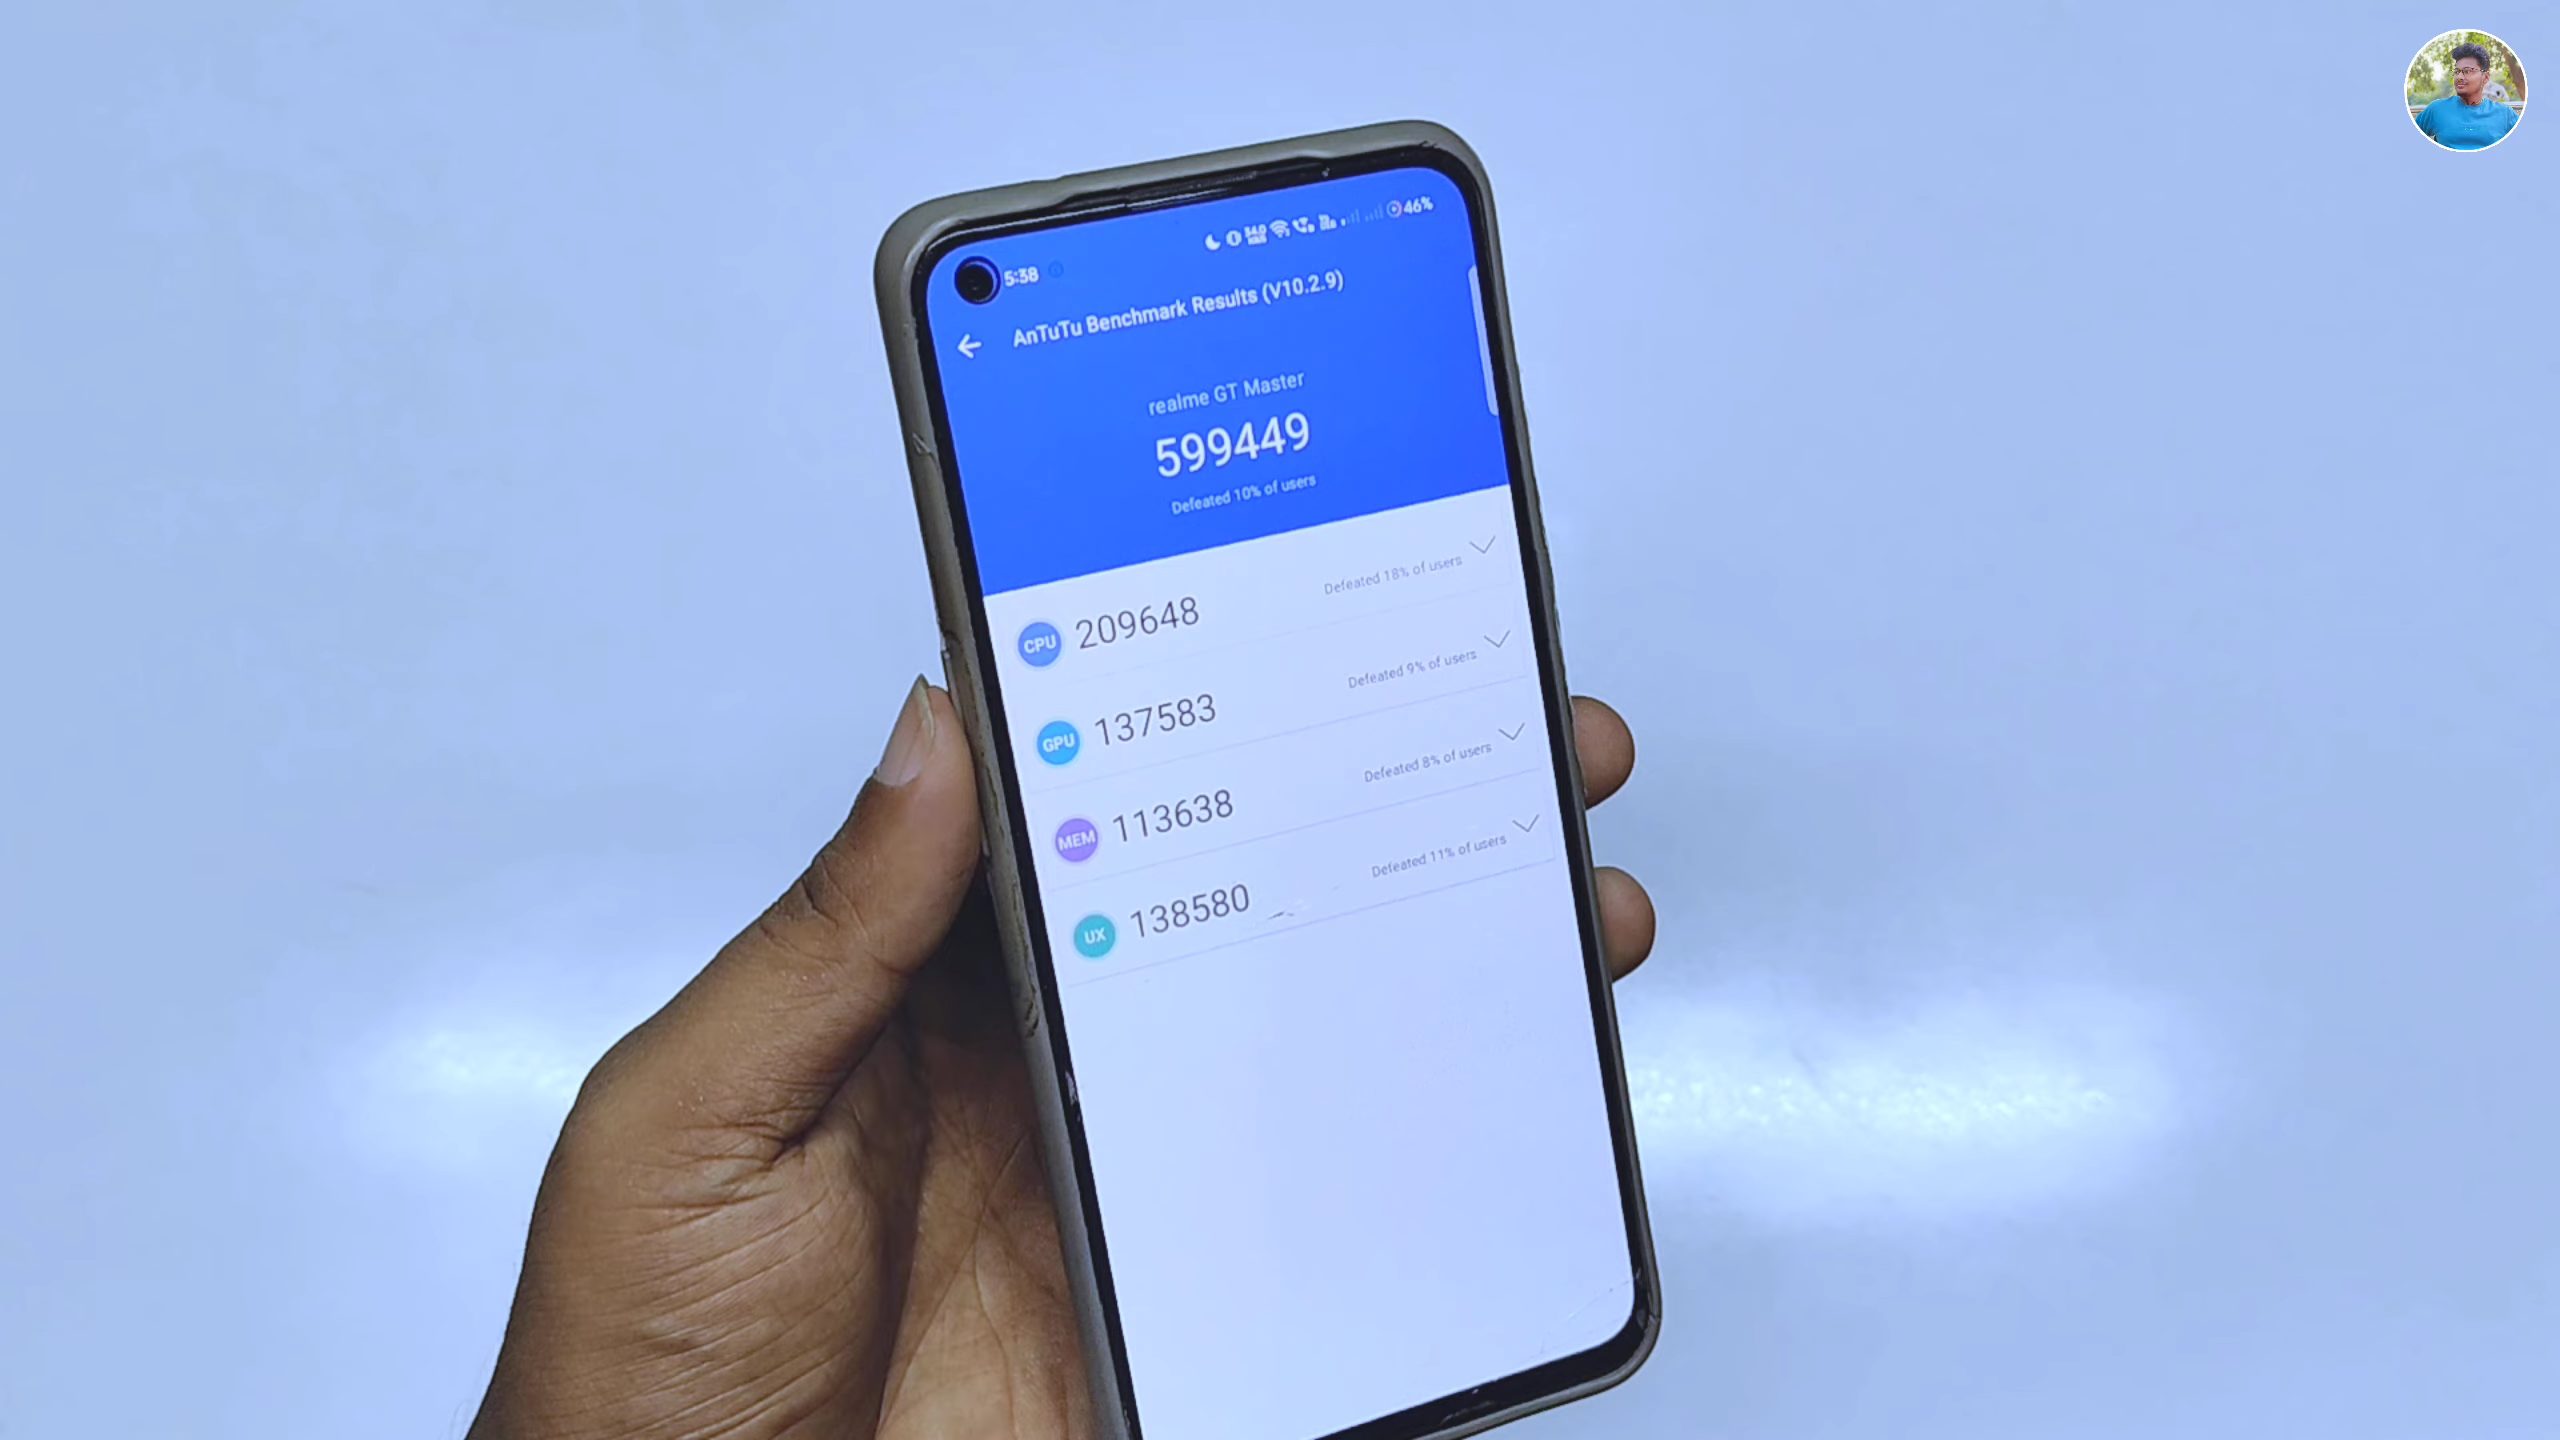 5:38
46%
AnTuTu Benchmark Results (V10.2.9)
realme GT Master
599449
Defeated 10% of users
CPU 209648 Defeated 18% of users
GPU 137583 Defeated 9% of users
MEM 113638 Defeated 8% of users
UX 138580 Defeated 11% of users